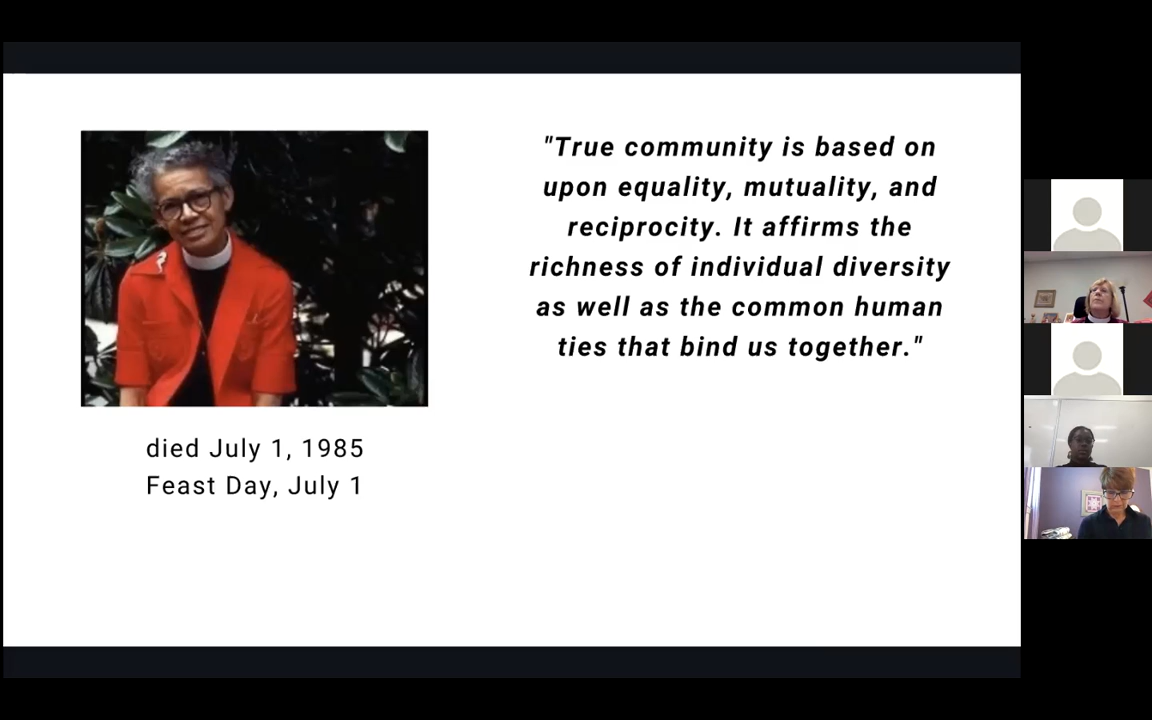 "True community is based on
upon equality, mutuality, and
reciprocity. It affirms the
richness of individual diversity
as well as the common human
ties that bind us together."
died July 1, 1985
Feast Day, July 1